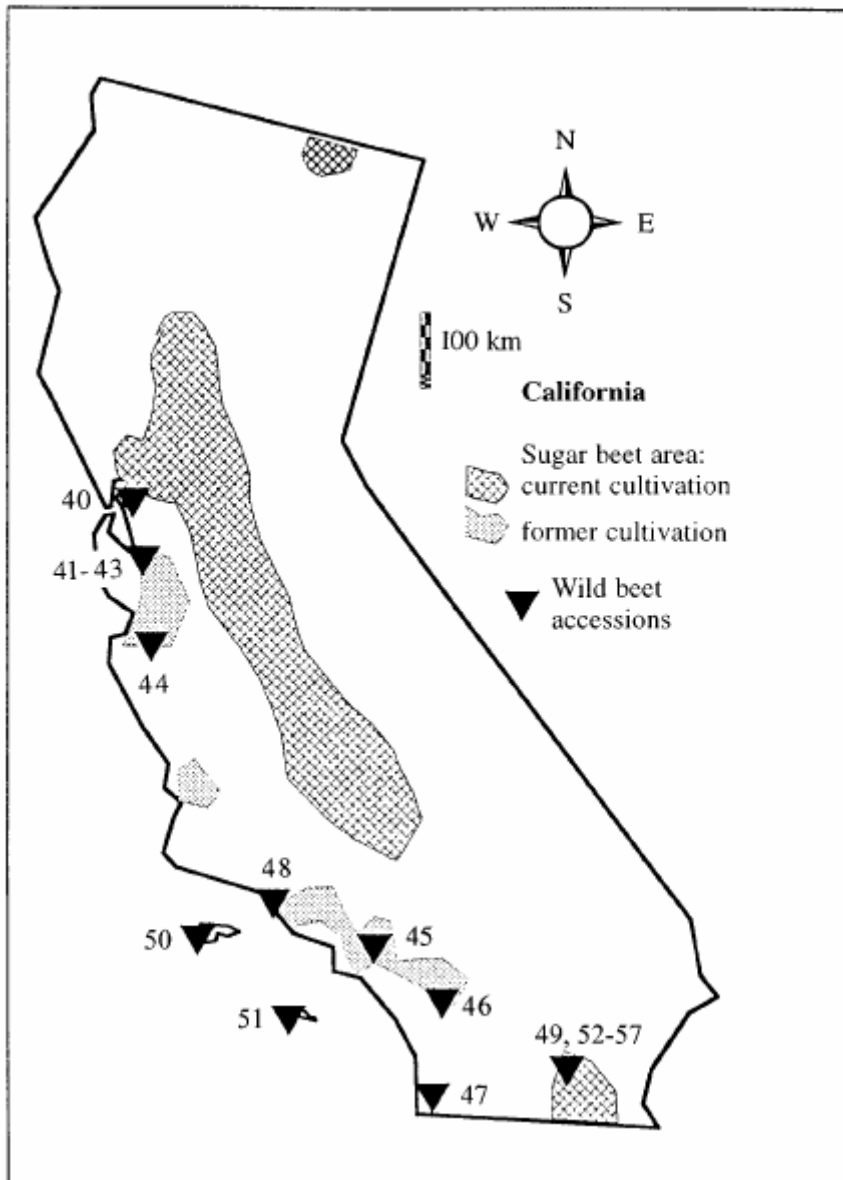 N
W E
S
100 km
California
Sugar beet area:
current cultivation
former cultivation
Wild beet
accessions
40
41-43
44
48
50
45
46
51
49, 52-57
47